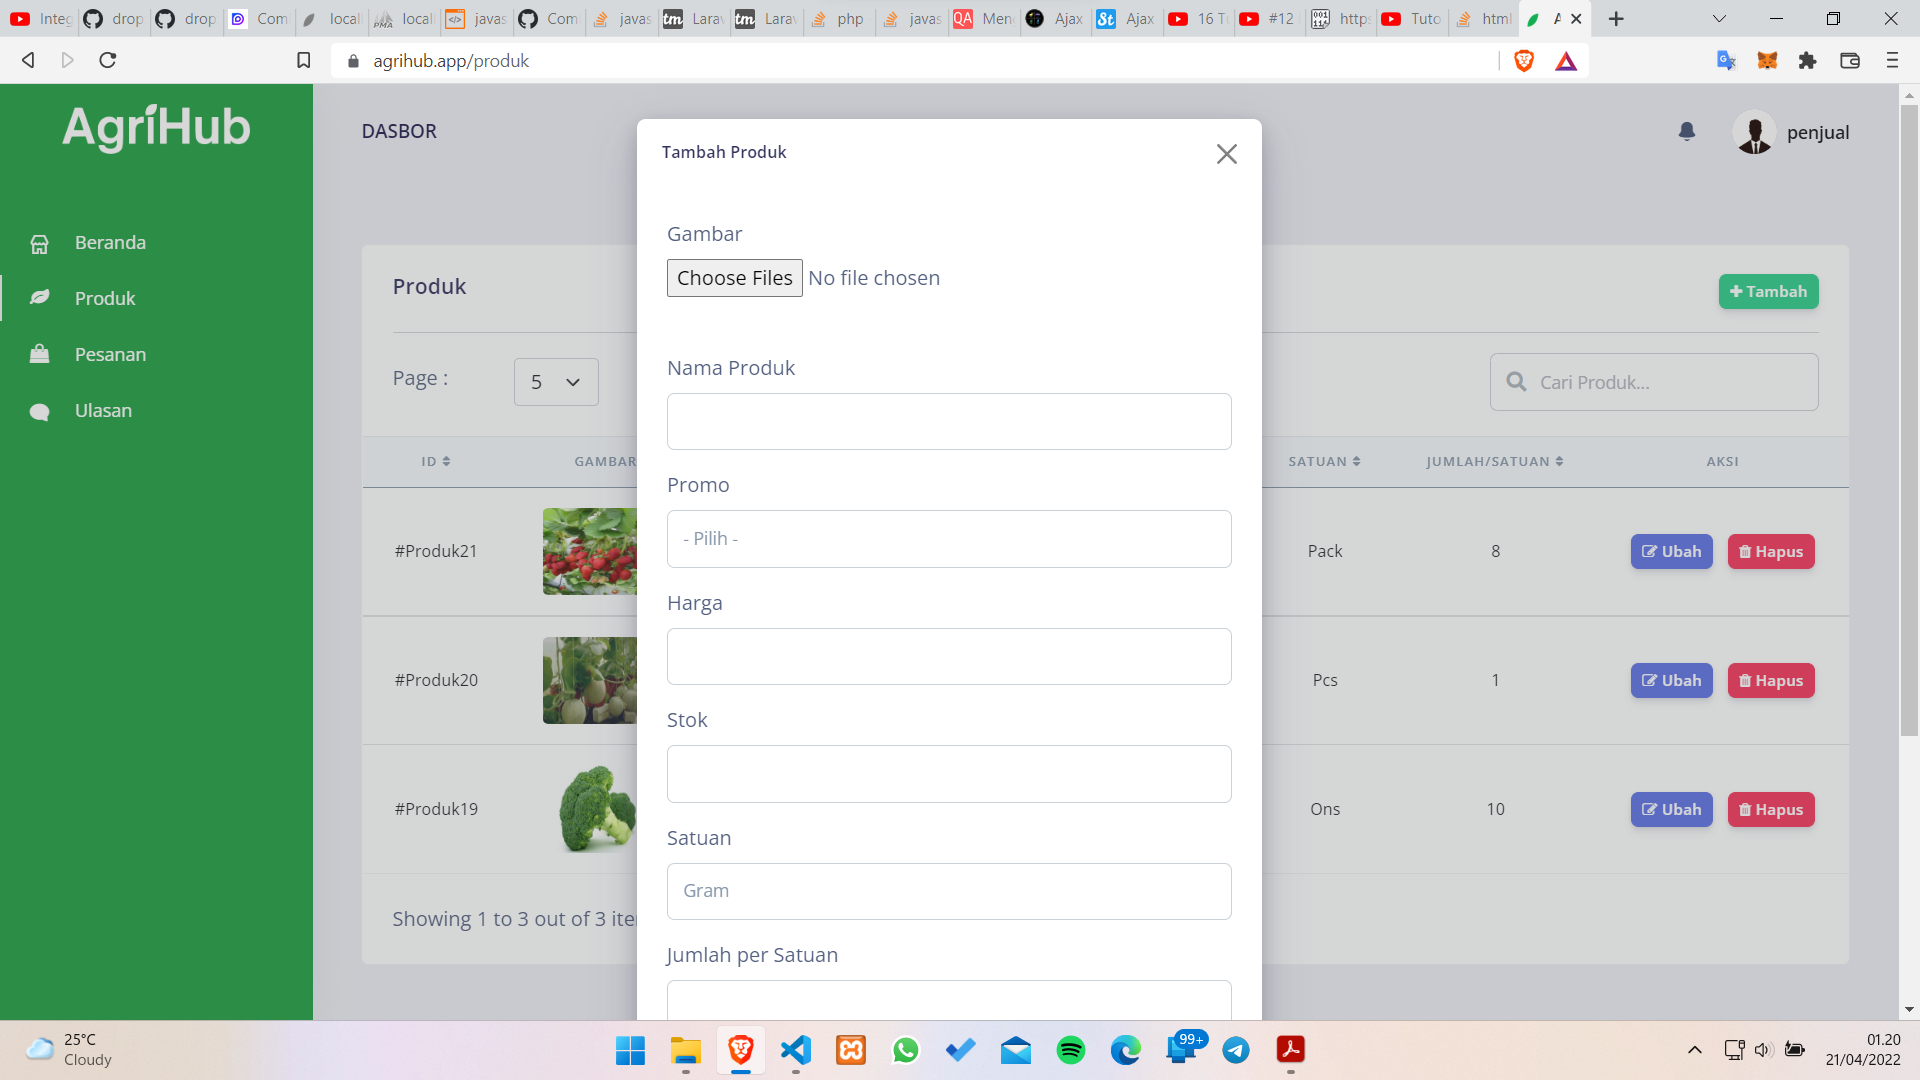 Integ
drop
drop
Com
local
local
javas
Com
javas
Larav
Larav
php
javas
Men
Ajax
Ajax
16 Tu
#12
https
Tuto
html
A
agrihub.app/produk
AgriHub
DASBOR
penjual
Beranda
Produk
Pesanan
Ulasan
Produk
Tambah
Page :
5
Cari Produk...
ID
GAMBAR
SATUAN
JUMLAH/SATUAN
AKSI
#Produk21
Pack
8
Ubah
Hapus
#Produk20
Pcs
1
Ubah
Hapus
#Produk19
Ons
10
Ubah
Hapus
Showing 1 to 3 out of 3 ite
Tambah Produk
Gambar
Choose Files No file chosen
Nama Produk
Promo
- Pilih -
Harga
Stok
Satuan
Gram
Jumlah per Satuan
25°C
Cloudy
99+
01.20
21/04/2022